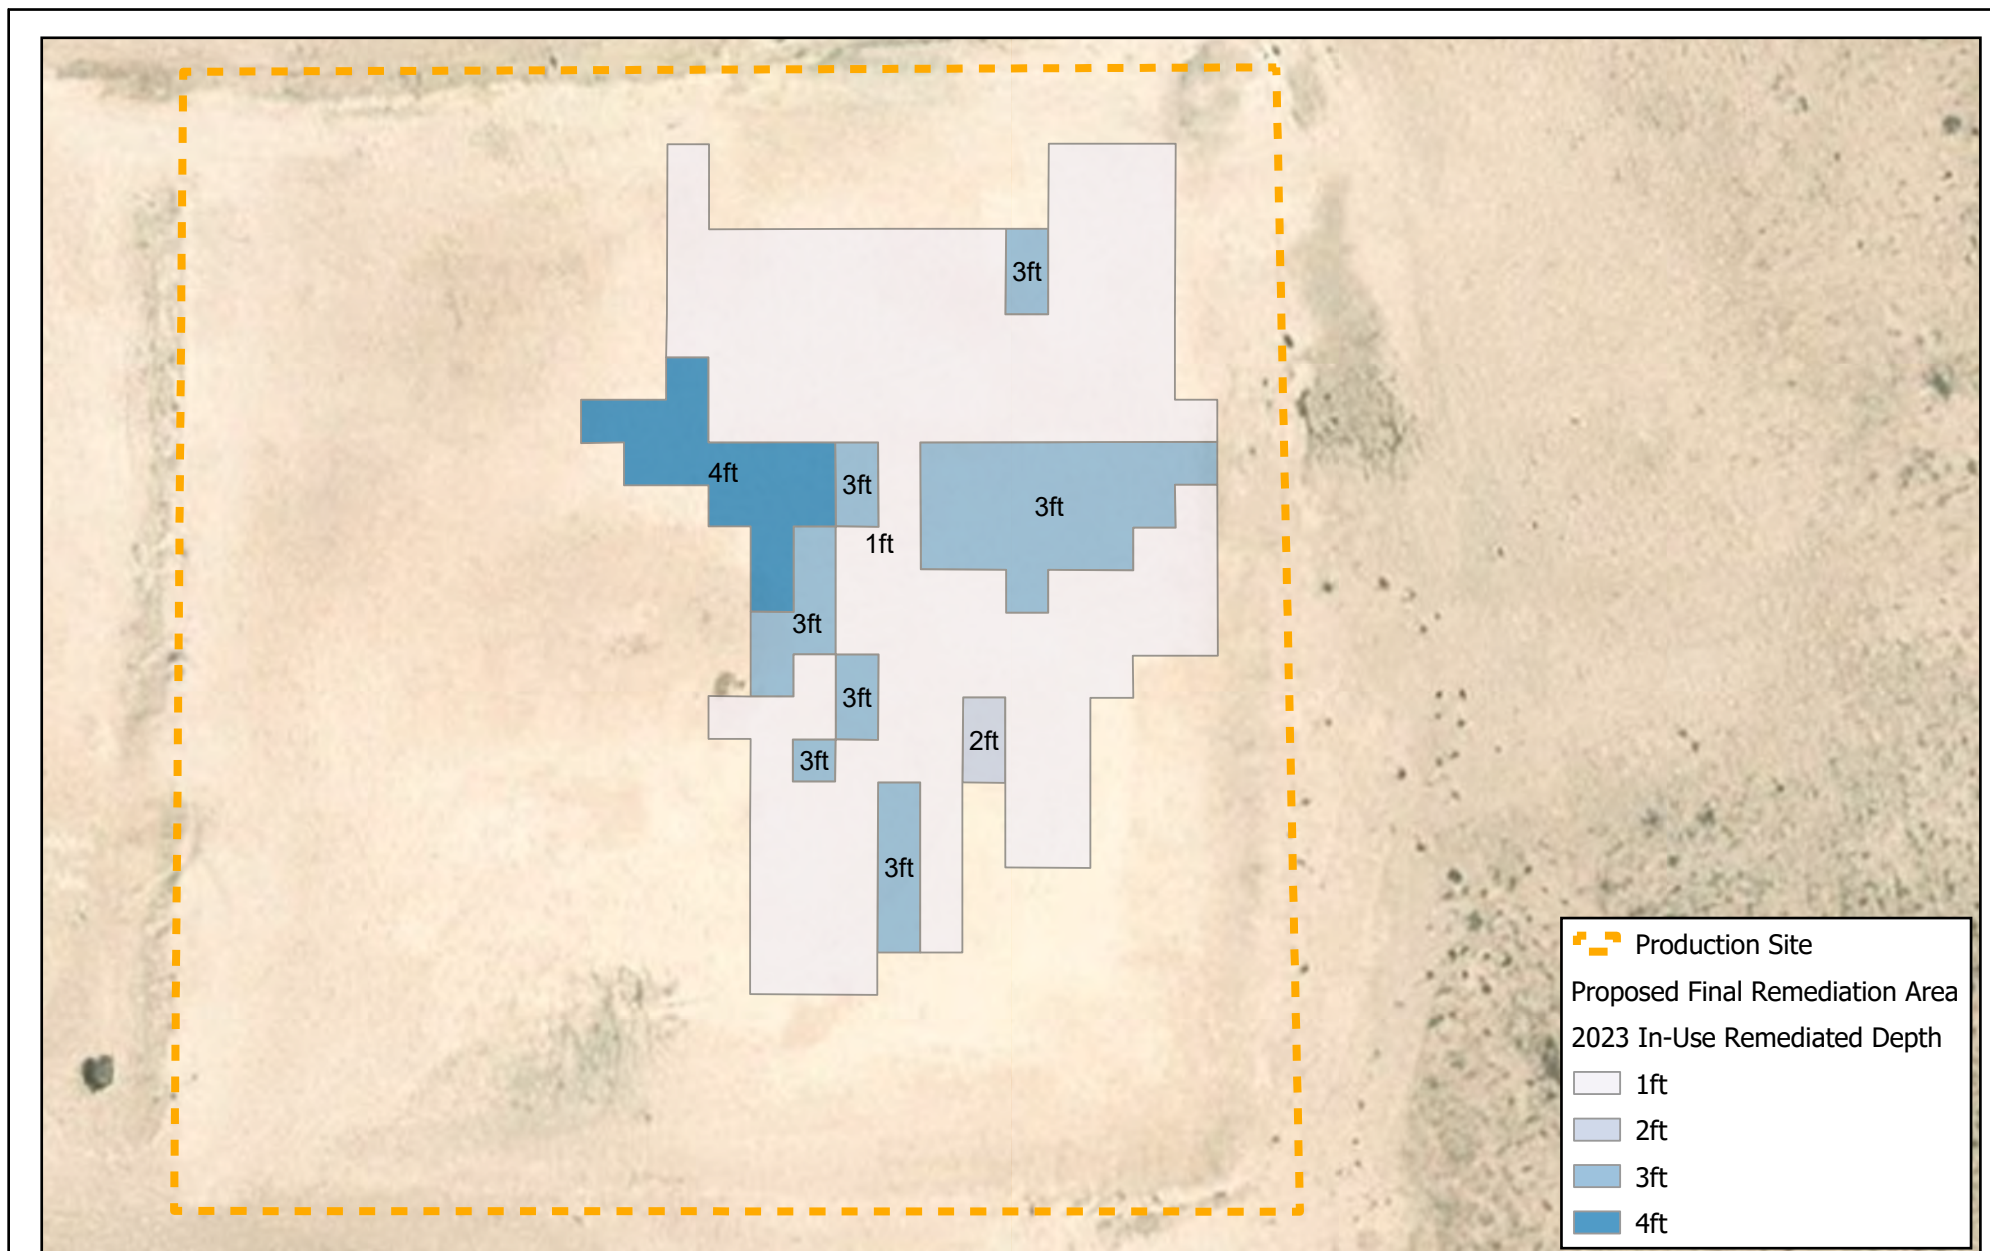 3ft
4ft
3ft
3ft
1ft
3ft
3ft
2ft
3ft
3ft
Production Site
Proposed Final Remediation Area
2023 In-Use Remediated Depth
1ft
2ft
3ft
4ft